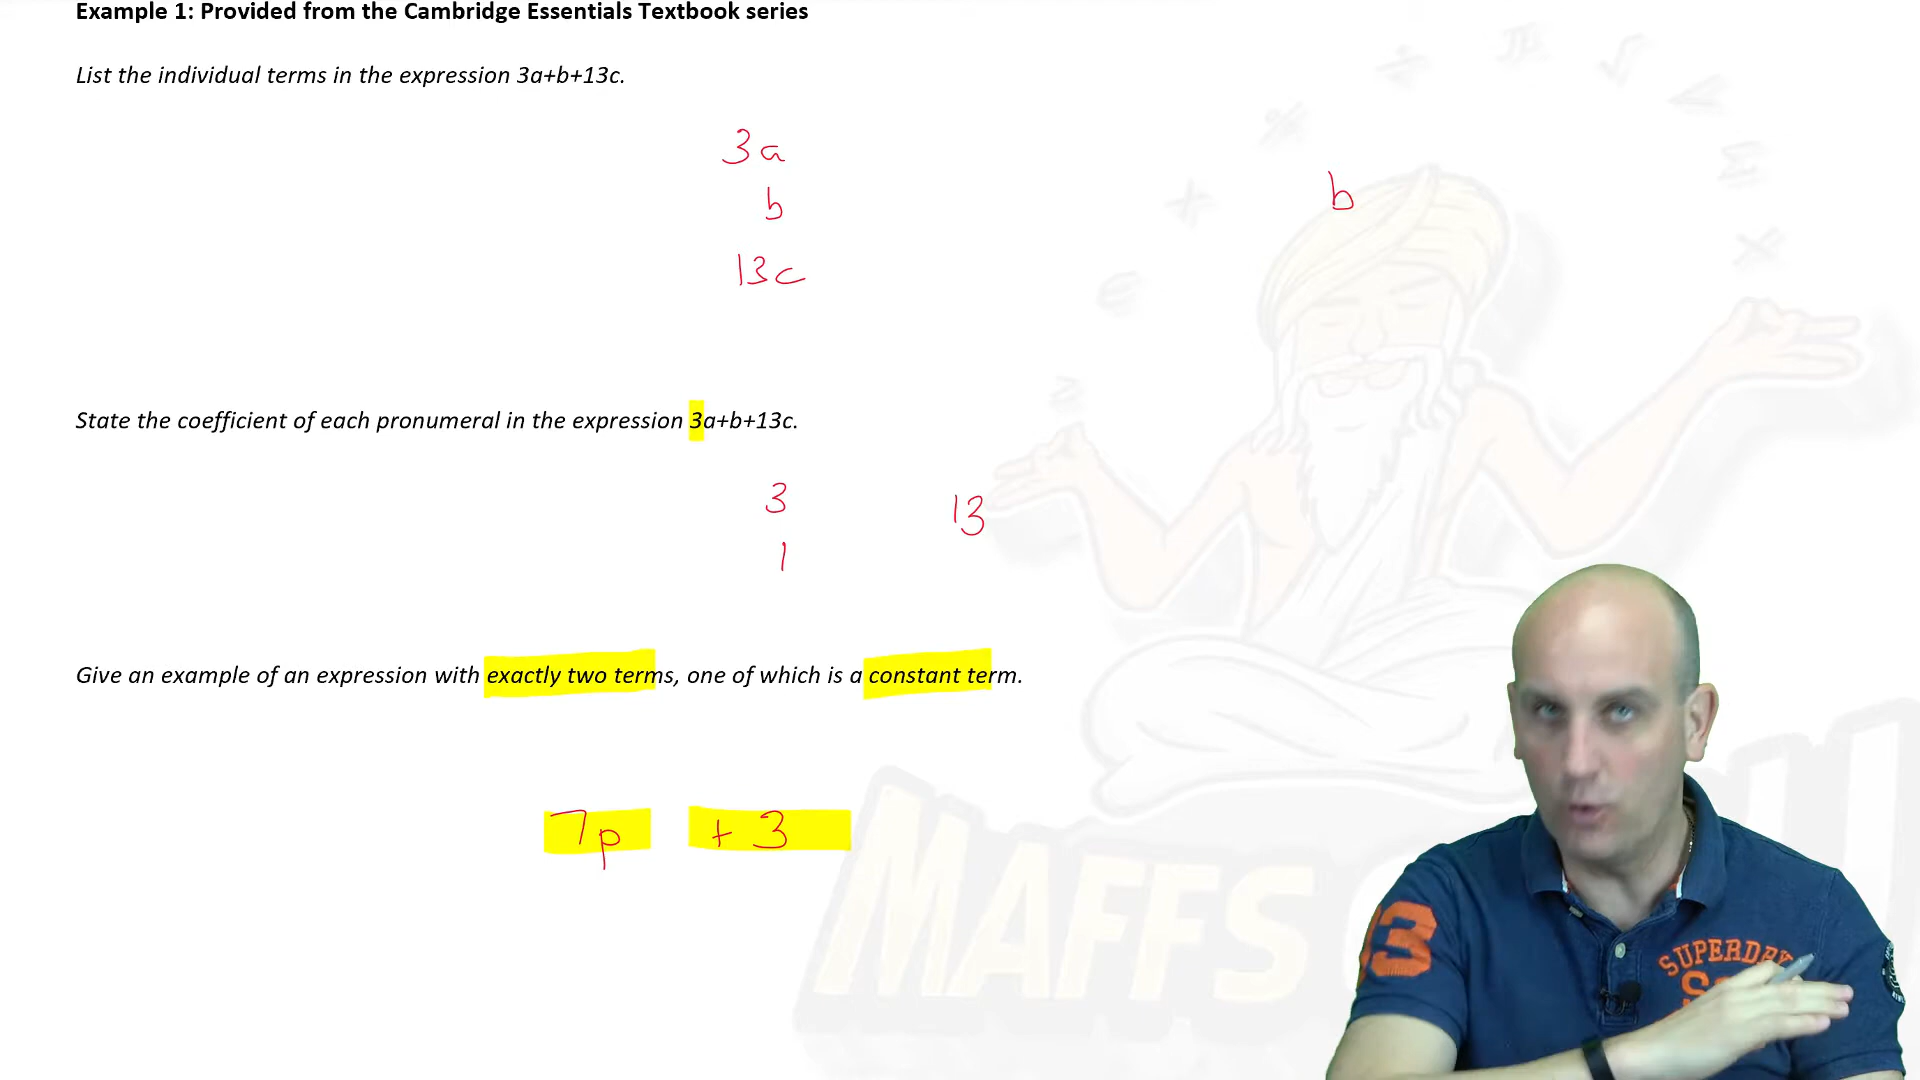 Example 1: Provided from the Cambridge Essentials Textbook series
List the individual terms in the expression 3a+b+13c.
3a
b
b
13c
State the coefficient of each pronumeral in the expression 3a+b+13c.
3
13
1
Give an example of an expression with exactly two terms, one of which is a constant term.
7p + 3
MAFFS
SUPERDRY